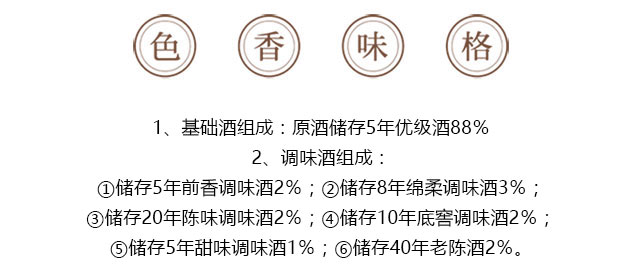 色 香 味 格
1、基础酒组成：原酒储存5年优级酒88%
2、调味酒组成：
①储存5年前香调味酒2%；②储存8年绵柔调味酒3%；
③储存20年陈味调味酒2%；④储存10年底窖调味酒2%；
⑤储存5年甜味调味酒1%；⑥储存40年老陈酒2%。